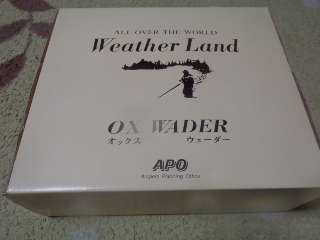 ALL OVER THE WORLD
Weather Land
OX WADER
オックス ウェーダー
APO
Anglers Planning Office